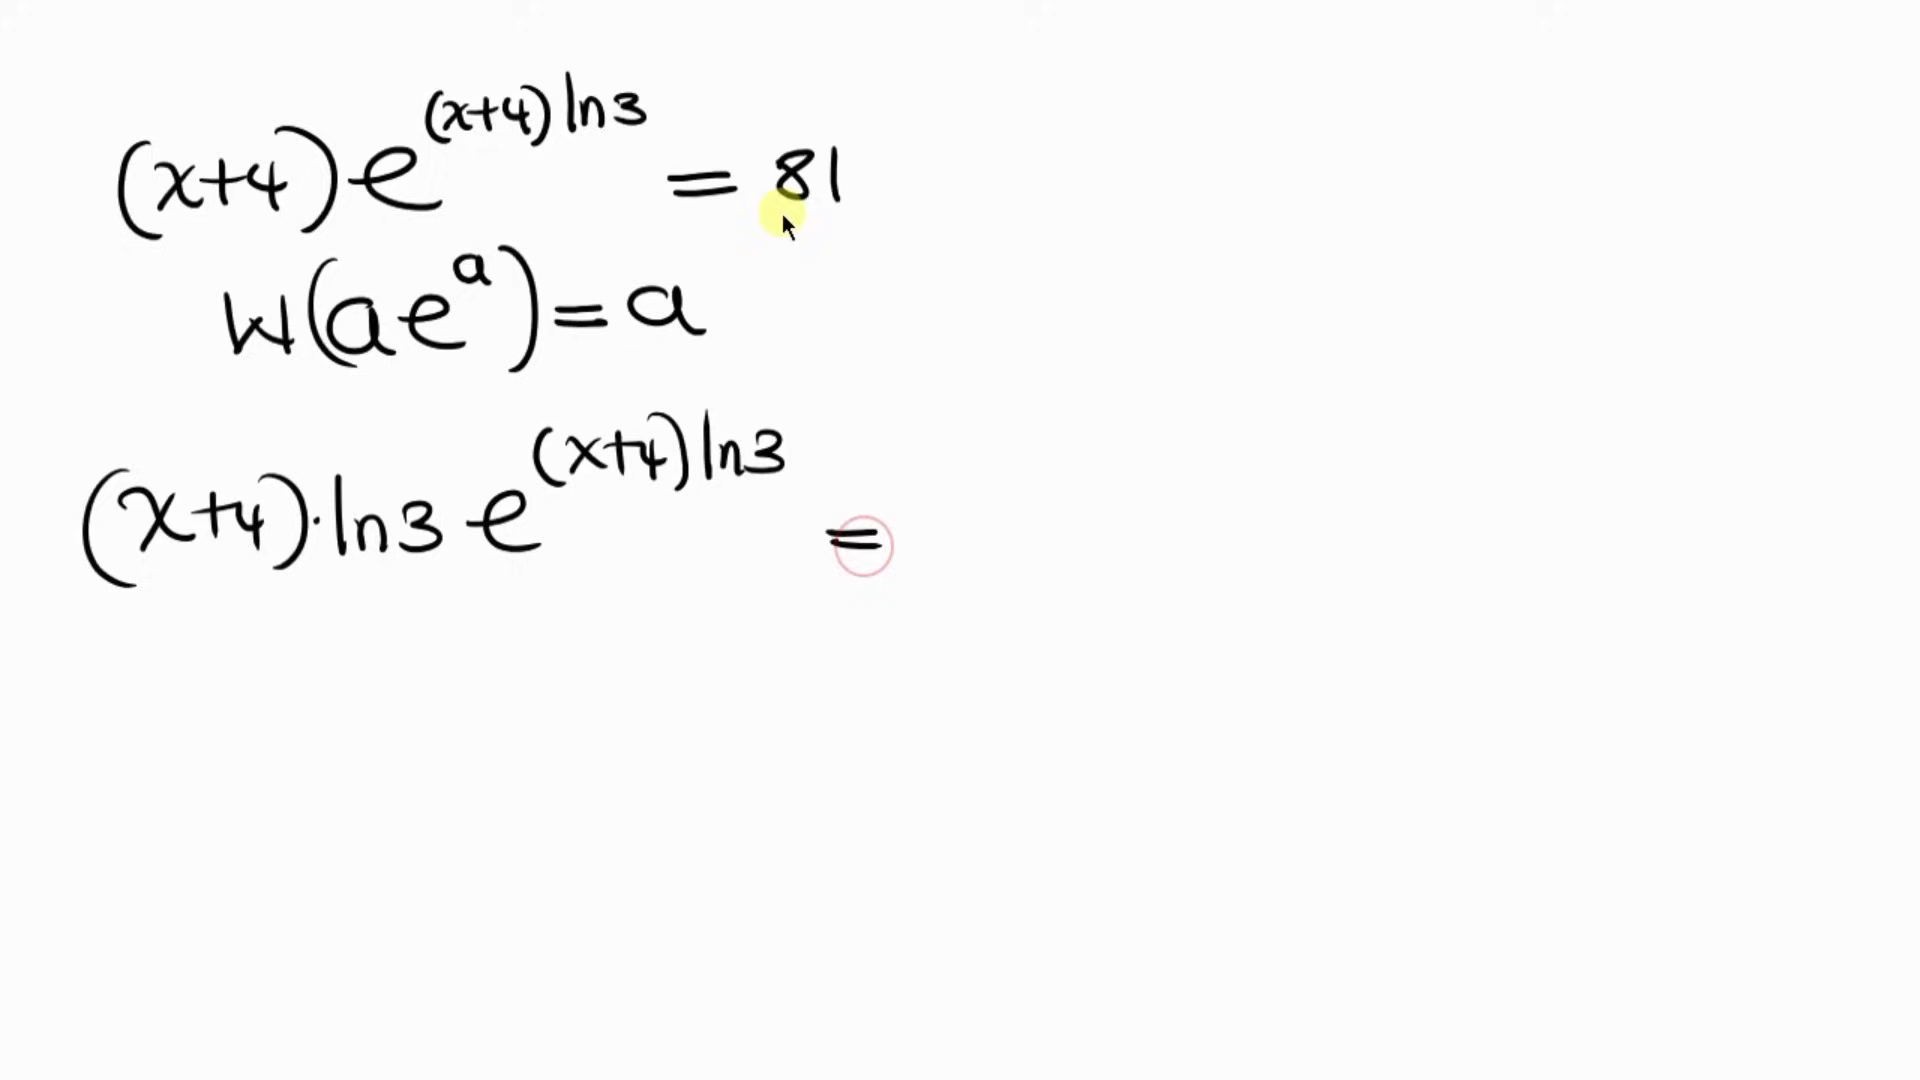 (x+4)·e^{(x+4) ln3} = 81
W(ae^{a}) = a
(x+4)·ln3 e^{(x+4) ln3} =